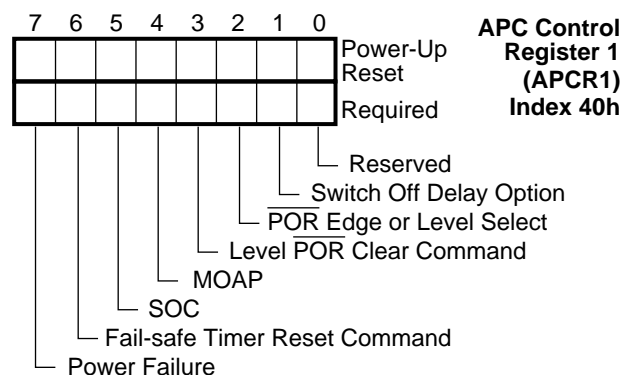 7 6 5 4 3 2 1 0
APC Control
Register 1
(APCR1)
Index 40h
Power-Up
Reset
Required
Reserved
Switch Off Delay Option
POR Edge or Level Select
Level POR Clear Command
MOAP
SOC
Fail-safe Timer Reset Command
Power Failure